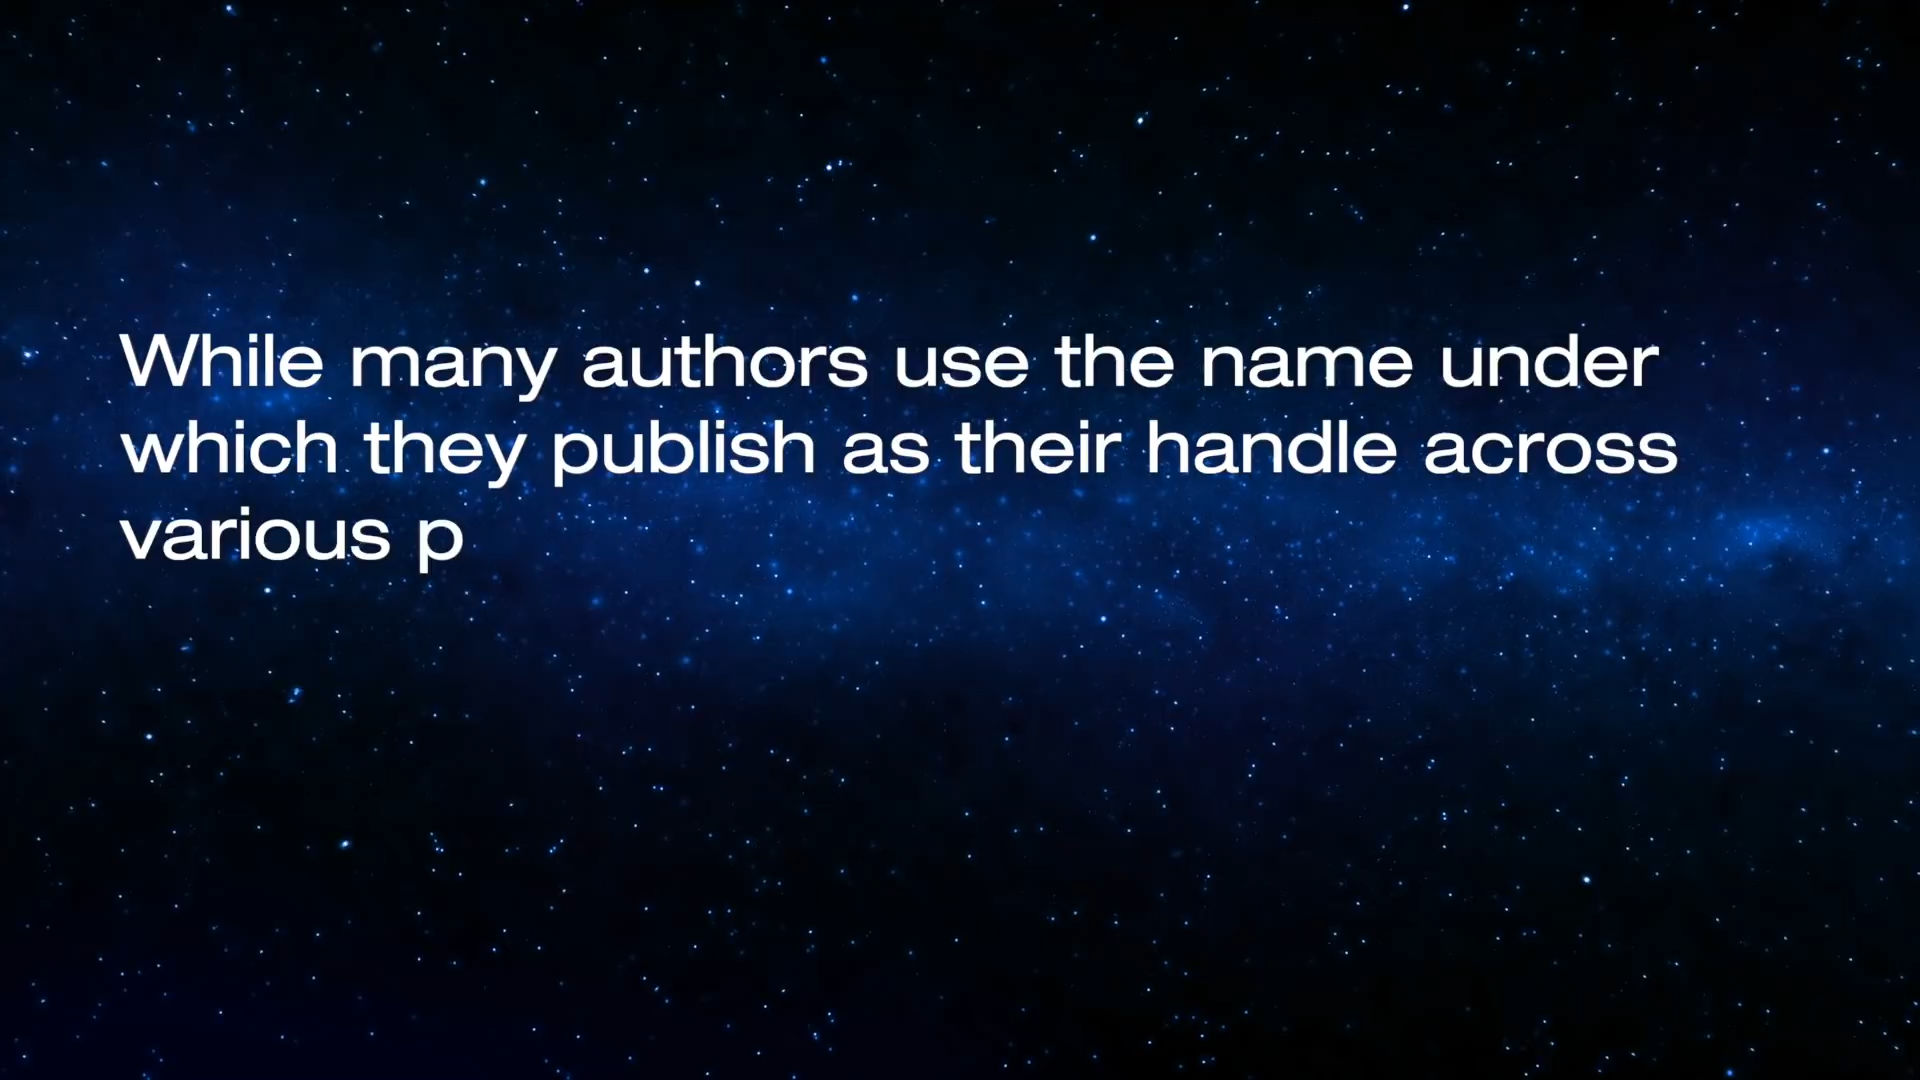 While many authors use the name under
which they publish as their handle across
various p